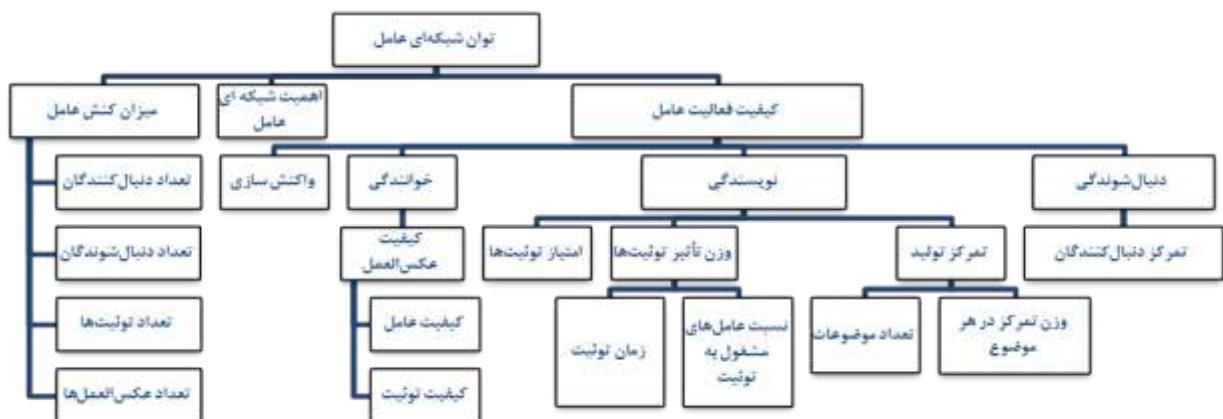 توان شبکه‌ای عامل
کیفیت فعالیت عامل
اهمیت شبکه ای
عامل
میزان کنش عامل
دنبال‌شوندگی
نویسندگی
خوانندگی
واکنش سازی
تعداد دنبال‌کنندگان
تمرکز دنبال‌کنندگان
تمرکز تولید
وزن تأثیر توئیت‌ها
امتیاز توئیت‌ها
کیفیت
عکس‌العمل
تعداد دنبال‌شوندگان
وزن تمرکز در هر
موضوع
تعداد موضوعات
نسبت عامل‌های
مشغول به
توئیت
زمان توئیت
کیفیت عامل
تعداد توئیت‌ها
کیفیت توئیت
تعداد عکس‌العمل‌ها